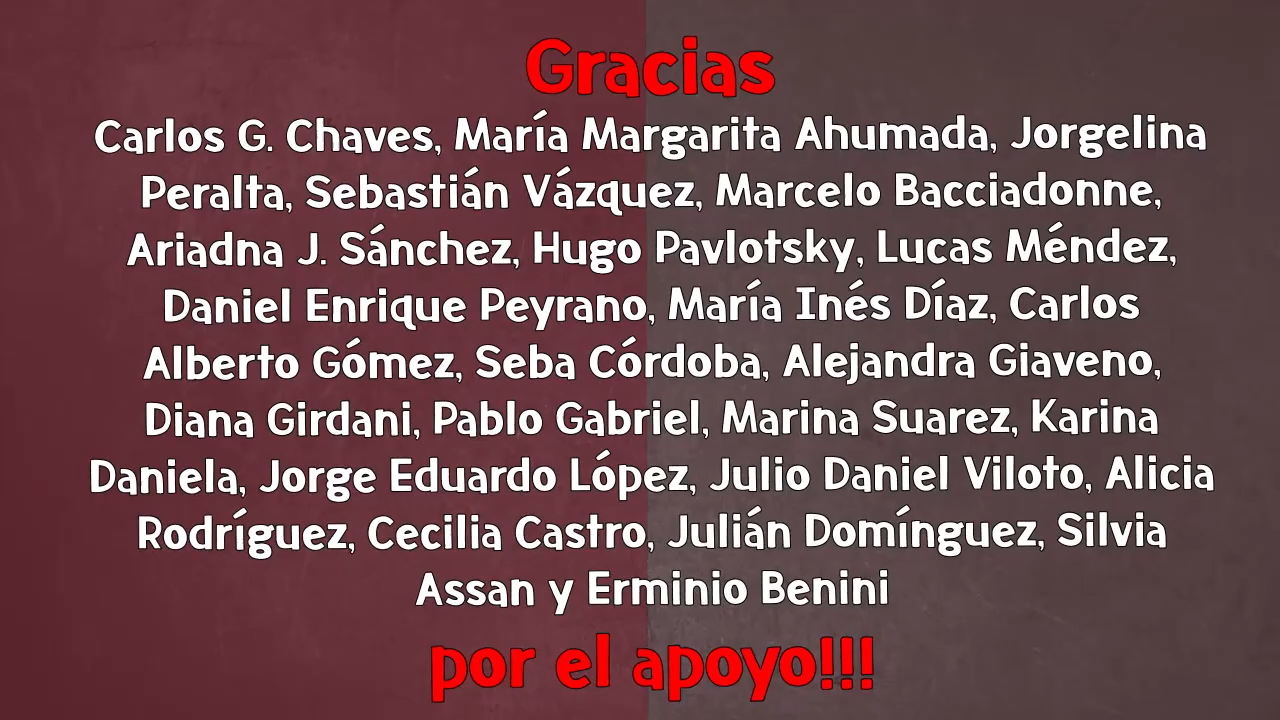 Gracias
Carlos G. Chaves, María Margarita Ahumada, Jorgelina
Peralta, Sebastián Vázquez, Marcelo Bacciadonne,
Ariadna J. Sánchez, Hugo Pavlotsky, Lucas Méndez,
Daniel Enrique Peyrano, María Inés Díaz, Carlos
Alberto Gómez, Seba Córdoba, Alejandra Giaveno,
Diana Girdani, Pablo Gabriel, Marina Suarez, Karina
Daniela, Jorge Eduardo López, Julio Daniel Viloto, Alicia
Rodríguez, Cecilia Castro, Julián Domínguez, Silvia
Assan y Erminio Benini
por el apoyo!!!